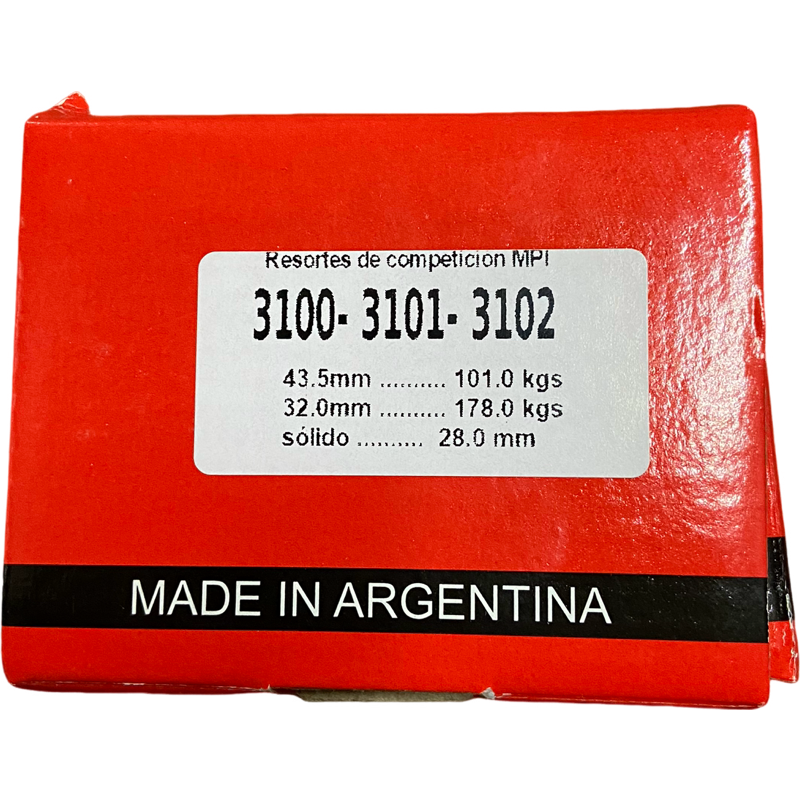 Resortes de competición MPI
3100- 3101- 3102
43.5mm .......... 101.0 kgs
32.0mm .......... 178.0 kgs
sólido .......... 28.0 mm
MADE IN ARGENTINA